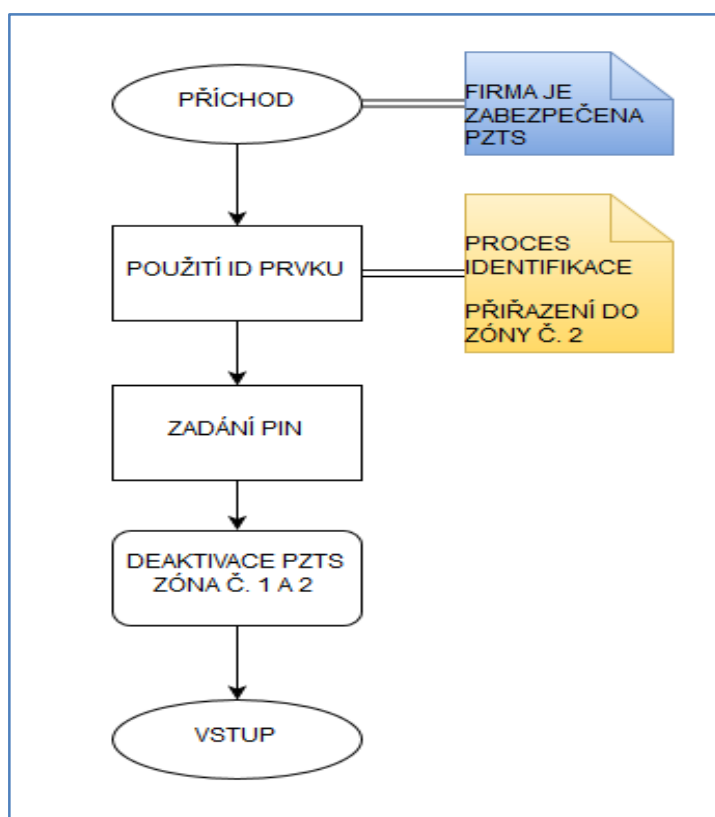 PŘÍCHOD
FIRMA JE
ZABEZPEČENA
PZTS
POUŽITÍ ID PRVKU
PROCES
IDENTIFIKACE
PŘIŘAZENÍ DO
ZÓNY Č. 2
ZADÁNÍ PIN
DEAKTIVACE PZTS
ZÓNA Č. 1 A 2
VSTUP